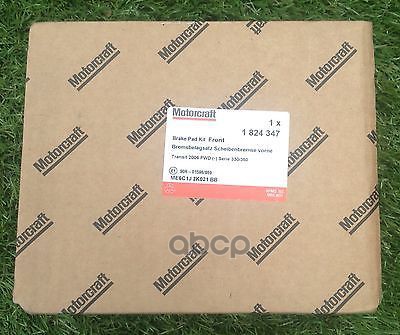 Motorcraft
Motorcraft
Motorcraft
Motorcraft
Motorcraft
Motorcraft
Motorcraft
Motorcraft
Motorcraft
Motorcraft
1 x
1 824 347
Brake Pad Kit Front
Bremsbelagsatz Scheibenbremse vorne
Transit 2006 FWD (-) Serie 330/350
ME6C1J 2K021 BB
abcp